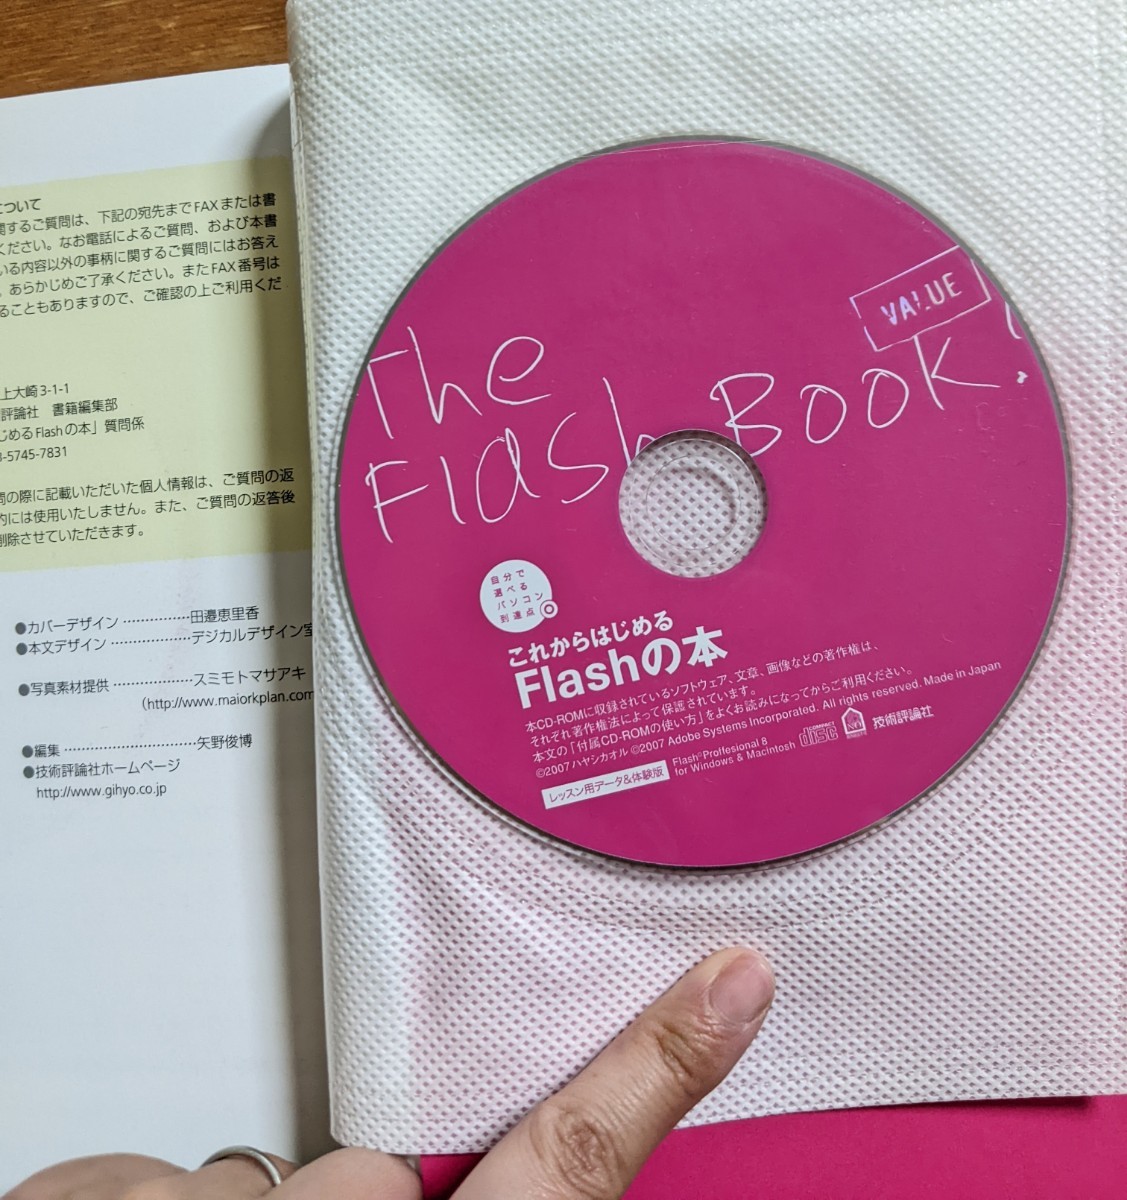 ついて
関するご質問は、下記の宛先までFAXまたは書
ください。なお電話によるご質問、および本書
いる内容以外の事柄に関するご質問にはお答え
。あらかじめご了承ください。またFAX番号は
ることもありますので、ご確認の上ご利用くだ
上大崎3-1-1
評論社 書籍編集部
じめるFlashの本」質問係
-5745-7831
問の際に記載いただいた個人情報は、ご質問の返
的には使用いたしません。また、ご質問の返答後
削除させていただきます。
●カバーデザイン ……………田邉恵里香
●本文デザイン ………………デジカルデザイン室
●写真素材提供 ………………スミモトマサアキ
(http://www.maiorkplan.com
●編集 …………………………矢野俊博
●技術評論社ホームページ
http://www.gihyo.co.jp
VALUE
The
Flash Book!
自分で
選べる
パソコン
到達点
これからはじめる
Flashの本
本CD-ROMに収録されているソフトウェア、文章、画像などの著作権は、
それぞれ著作権法によって保護されています。
本文の「付属CD-ROMの使い方」をよくお読みになってからご利用ください。
©2007 ハヤシカオル ©2007 Adobe Systems Incorporated. All rights reserved. Made in Japan
レッスン用データ&体験版
Flash®Proffesional 8
for Windows & Macintosh
COMPACT
disc
技術評論社